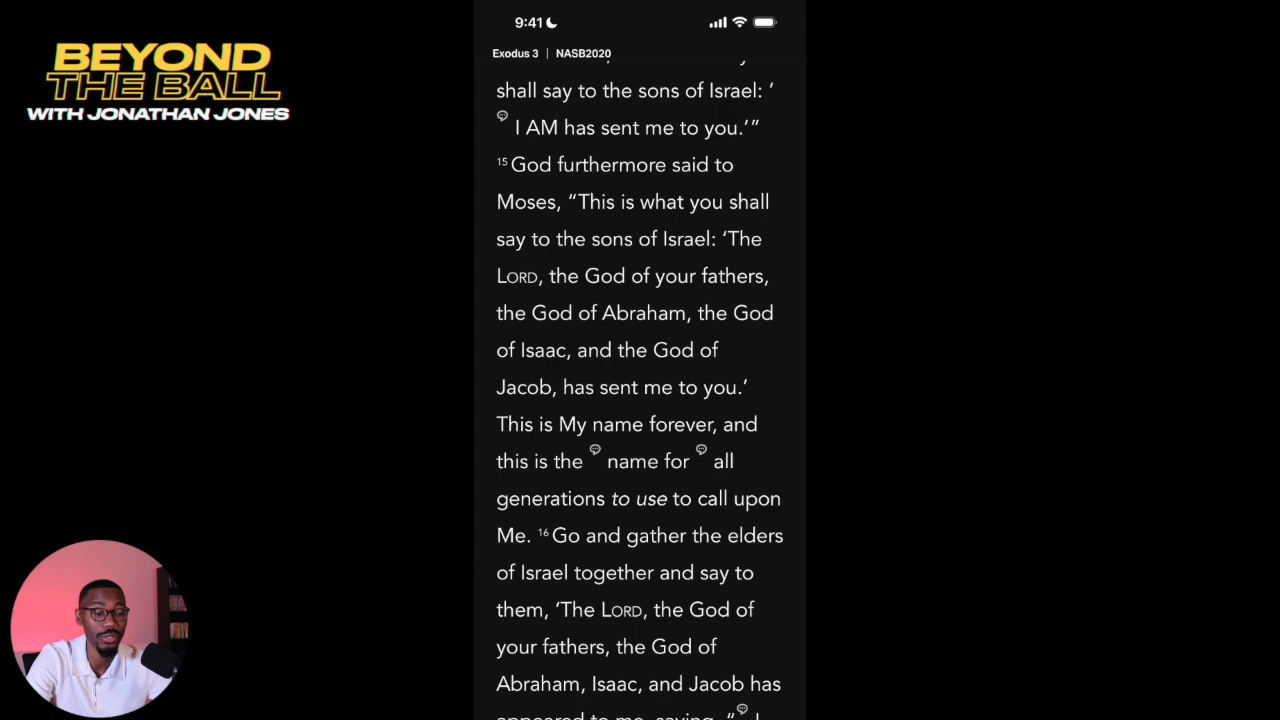 BEYOND
THE BALL
WITH JONATHAN JONES
9:41
Exodus 3 | NASB2020
shall say to the sons of Israel: ‘
I AM has sent me to you.’”
15 God furthermore said to
Moses, “This is what you shall
say to the sons of Israel: ‘The
LORD, the God of your fathers,
the God of Abraham, the God
of Isaac, and the God of
Jacob, has sent me to you.’
This is My name forever, and
this is the name for all
generations to use to call upon
Me. 16 Go and gather the elders
of Israel together and say to
them, ‘The LORD, the God of
your fathers, the God of
Abraham, Isaac, and Jacob has
appeared to me, saying, “ I